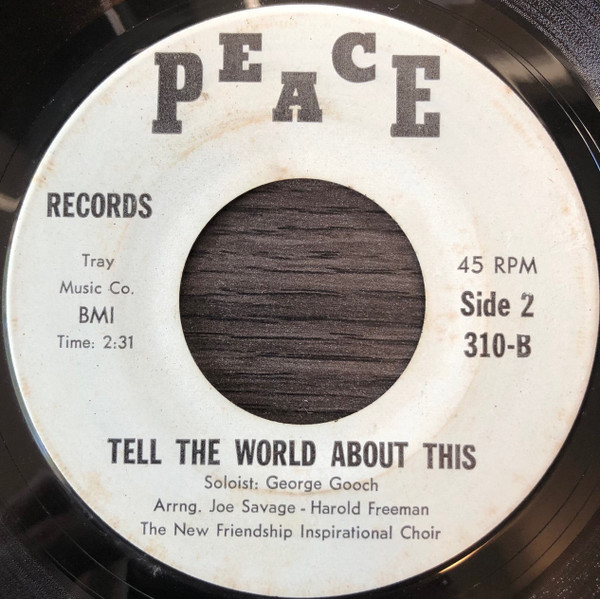 PEACE
RECORDS
Tray
Music Co.
BMI
Time: 2:31
45 RPM
Side 2
310-B
TELL THE WORLD ABOUT THIS
Soloist: George Gooch
Arrng. Joe Savage - Harold Freeman
The New Friendship Inspirational Choir